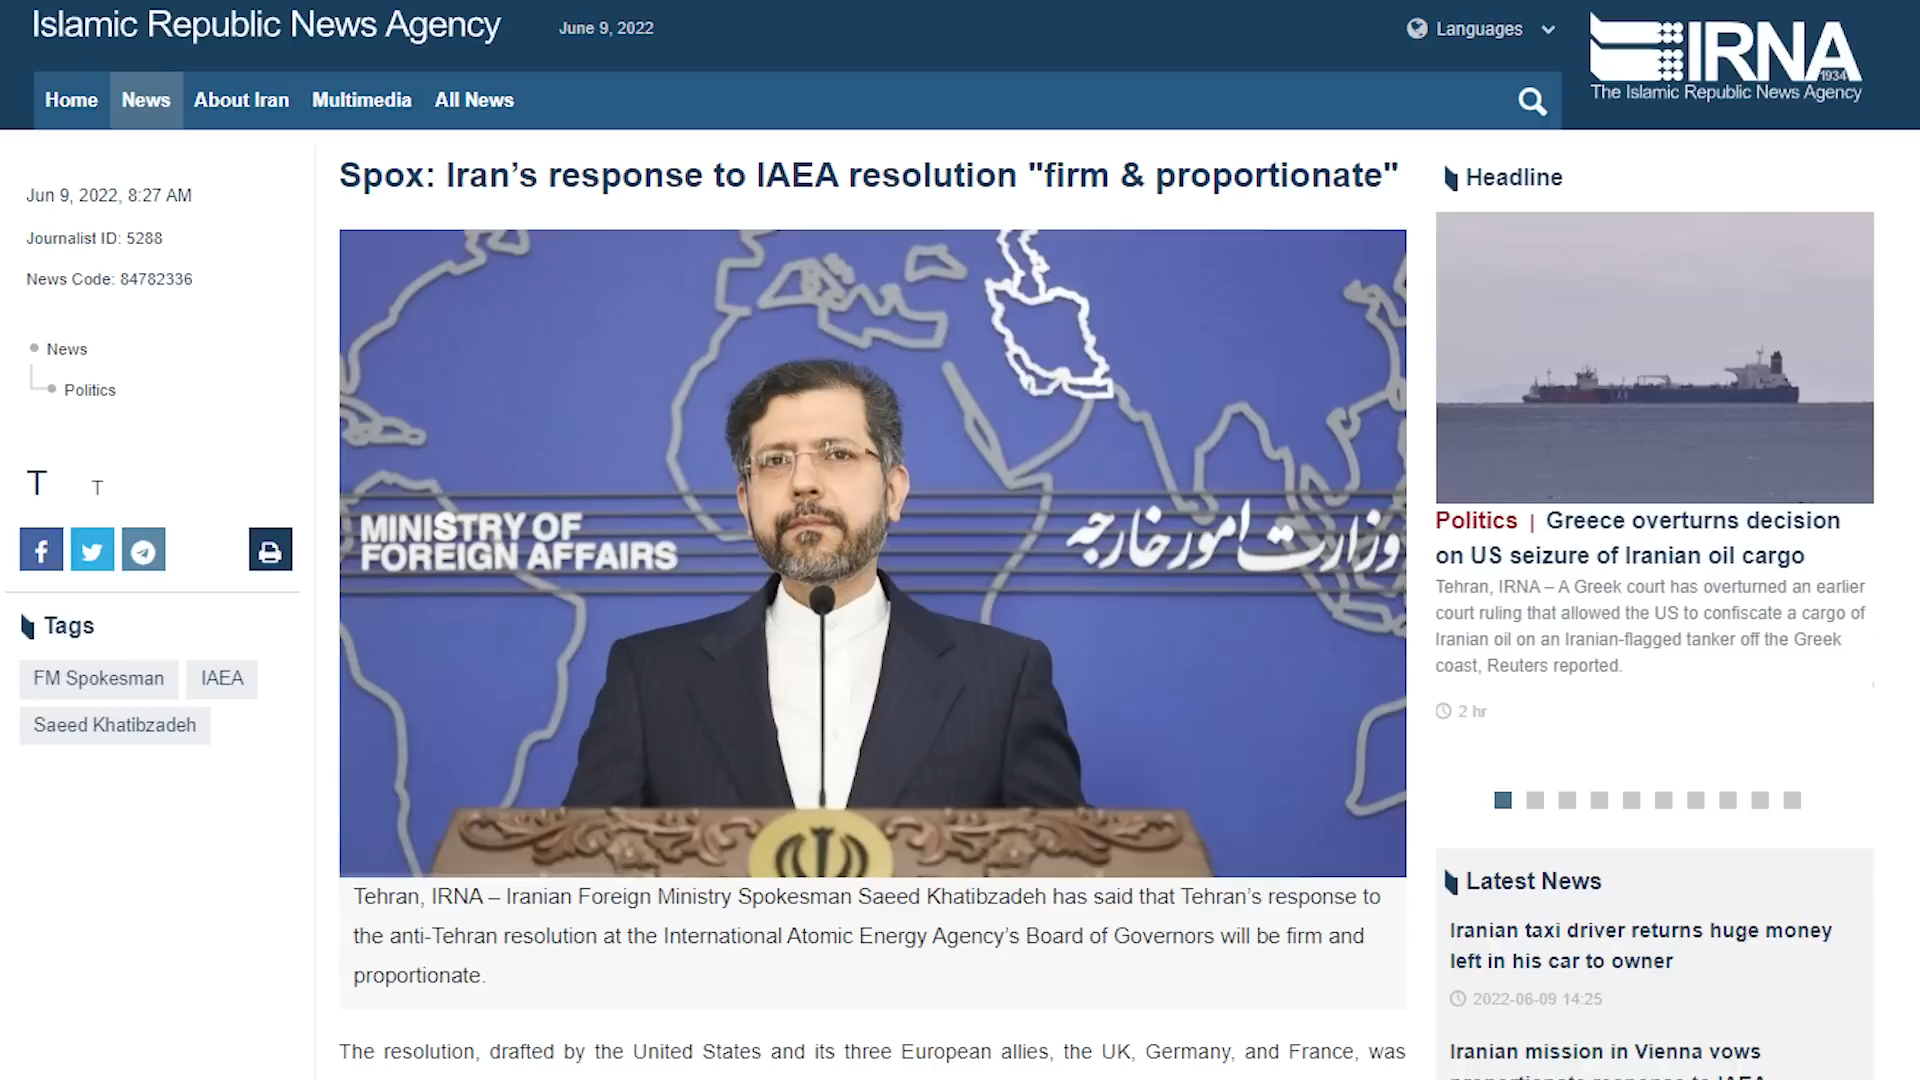 Islamic Republic News Agency
June 9, 2022
Languages
IRNA
1934
The Islamic Republic News Agency
Home News About Iran Multimedia All News
Jun 9, 2022, 8:27 AM
Journalist ID: 5288
News Code: 84782336
News
Politics
T T
Tags
FM Spokesman IAEA
Saeed Khatibzadeh
Spox: Iran’s response to IAEA resolution "firm & proportionate"
MINISTRY OF
FOREIGN AFFAIRS
وزارت امور خارجه
Tehran, IRNA – Iranian Foreign Ministry Spokesman Saeed Khatibzadeh has said that Tehran’s response to
the anti-Tehran resolution at the International Atomic Energy Agency’s Board of Governors will be firm and
proportionate.
The resolution, drafted by the United States and its three European allies, the UK, Germany, and France, was
Headline
Politics | Greece overturns decision
on US seizure of Iranian oil cargo
Tehran, IRNA – A Greek court has overturned an earlier
court ruling that allowed the US to confiscate a cargo of
Iranian oil on an Iranian-flagged tanker off the Greek
coast, Reuters reported.
2 hr
Latest News
Iranian taxi driver returns huge money
left in his car to owner
2022-06-09 14:25
Iranian mission in Vienna vows
proportionate response to IAEA